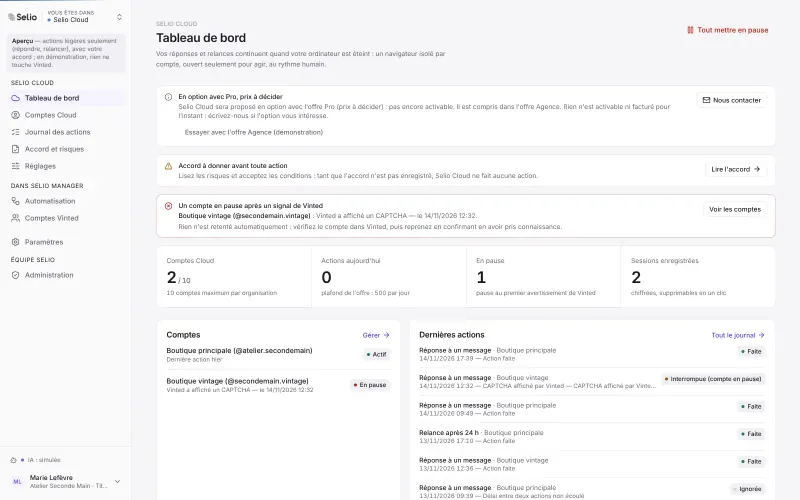 Selio
VOUS ÊTES DANS
Selio Cloud
Aperçu — actions légères seulement
(répondre, relancer), avec votre
accord ; en démonstration, rien ne
touche Vinted.
SELIO CLOUD
Tableau de bord
Comptes Cloud
Journal des actions
Accord et risques
Réglages
DANS SELIO MANAGER
Automatisation
Comptes Vinted
Paramètres
ÉQUIPE SELIO
Administration
IA : simulée
ML
Marie Lefèvre
Atelier Seconde Main · Tit…
SELIO CLOUD
Tableau de bord
Vos réponses et relances continuent quand votre ordinateur est éteint : un navigateur isolé par
compte, ouvert seulement pour agir, au rythme humain.
Tout mettre en pause
En option avec Pro, prix à décider
Selio Cloud sera proposé en option avec l'offre Pro (prix à décider) : pas encore activable. Il est compris dans l'offre Agence. Rien n'est activable ni facturé pour
l'instant : écrivez-nous si l'option vous intéresse.
Essayer avec l'offre Agence (démonstration)
Nous contacter
Accord à donner avant toute action
Lisez les risques et acceptez les conditions : tant que l'accord n'est pas enregistré, Selio Cloud ne fait aucune action.
Lire l'accord
Un compte en pause après un signal de Vinted
Boutique vintage (@secondemain.vintage) : Vinted a affiché un CAPTCHA — le 14/11/2026 12:32.
Rien n'est retenté automatiquement : vérifiez le compte dans Vinted, puis reprenez en confirmant en avoir pris connaissance.
Voir les comptes
Comptes Cloud
2 / 10
10 comptes maximum par organisation
Actions aujourd'hui
0
plafond de l'offre : 500 par jour
En pause
1
pause au premier avertissement de Vinted
Sessions enregistrées
2
chiffrées, supprimables en un clic
Comptes
Gérer
Boutique principale (@atelier.secondemain)
Dernière action hier
Actif
Boutique vintage (@secondemain.vintage)
Vinted a affiché un CAPTCHA — le 14/11/2026 12:32
En pause
Dernières actions
Tout le journal
Réponse à un message · Boutique principale
14/11/2026 17:39 — Action faite
Faite
Réponse à un message · Boutique vintage
14/11/2026 12:32 — CAPTCHA affiché par Vinted — CAPTCHA affiché par Vinte…
Interrompue (compte en pause)
Réponse à un message · Boutique principale
14/11/2026 09:49 — Action faite
Faite
Relance après 24 h · Boutique principale
13/11/2026 17:10 — Action faite
Faite
Réponse à un message · Boutique vintage
13/11/2026 12:36 — Action faite
Faite
Réponse à un message · Boutique principale
13/11/2026 09:39 — Délai entre deux actions non écoulé
Ignorée